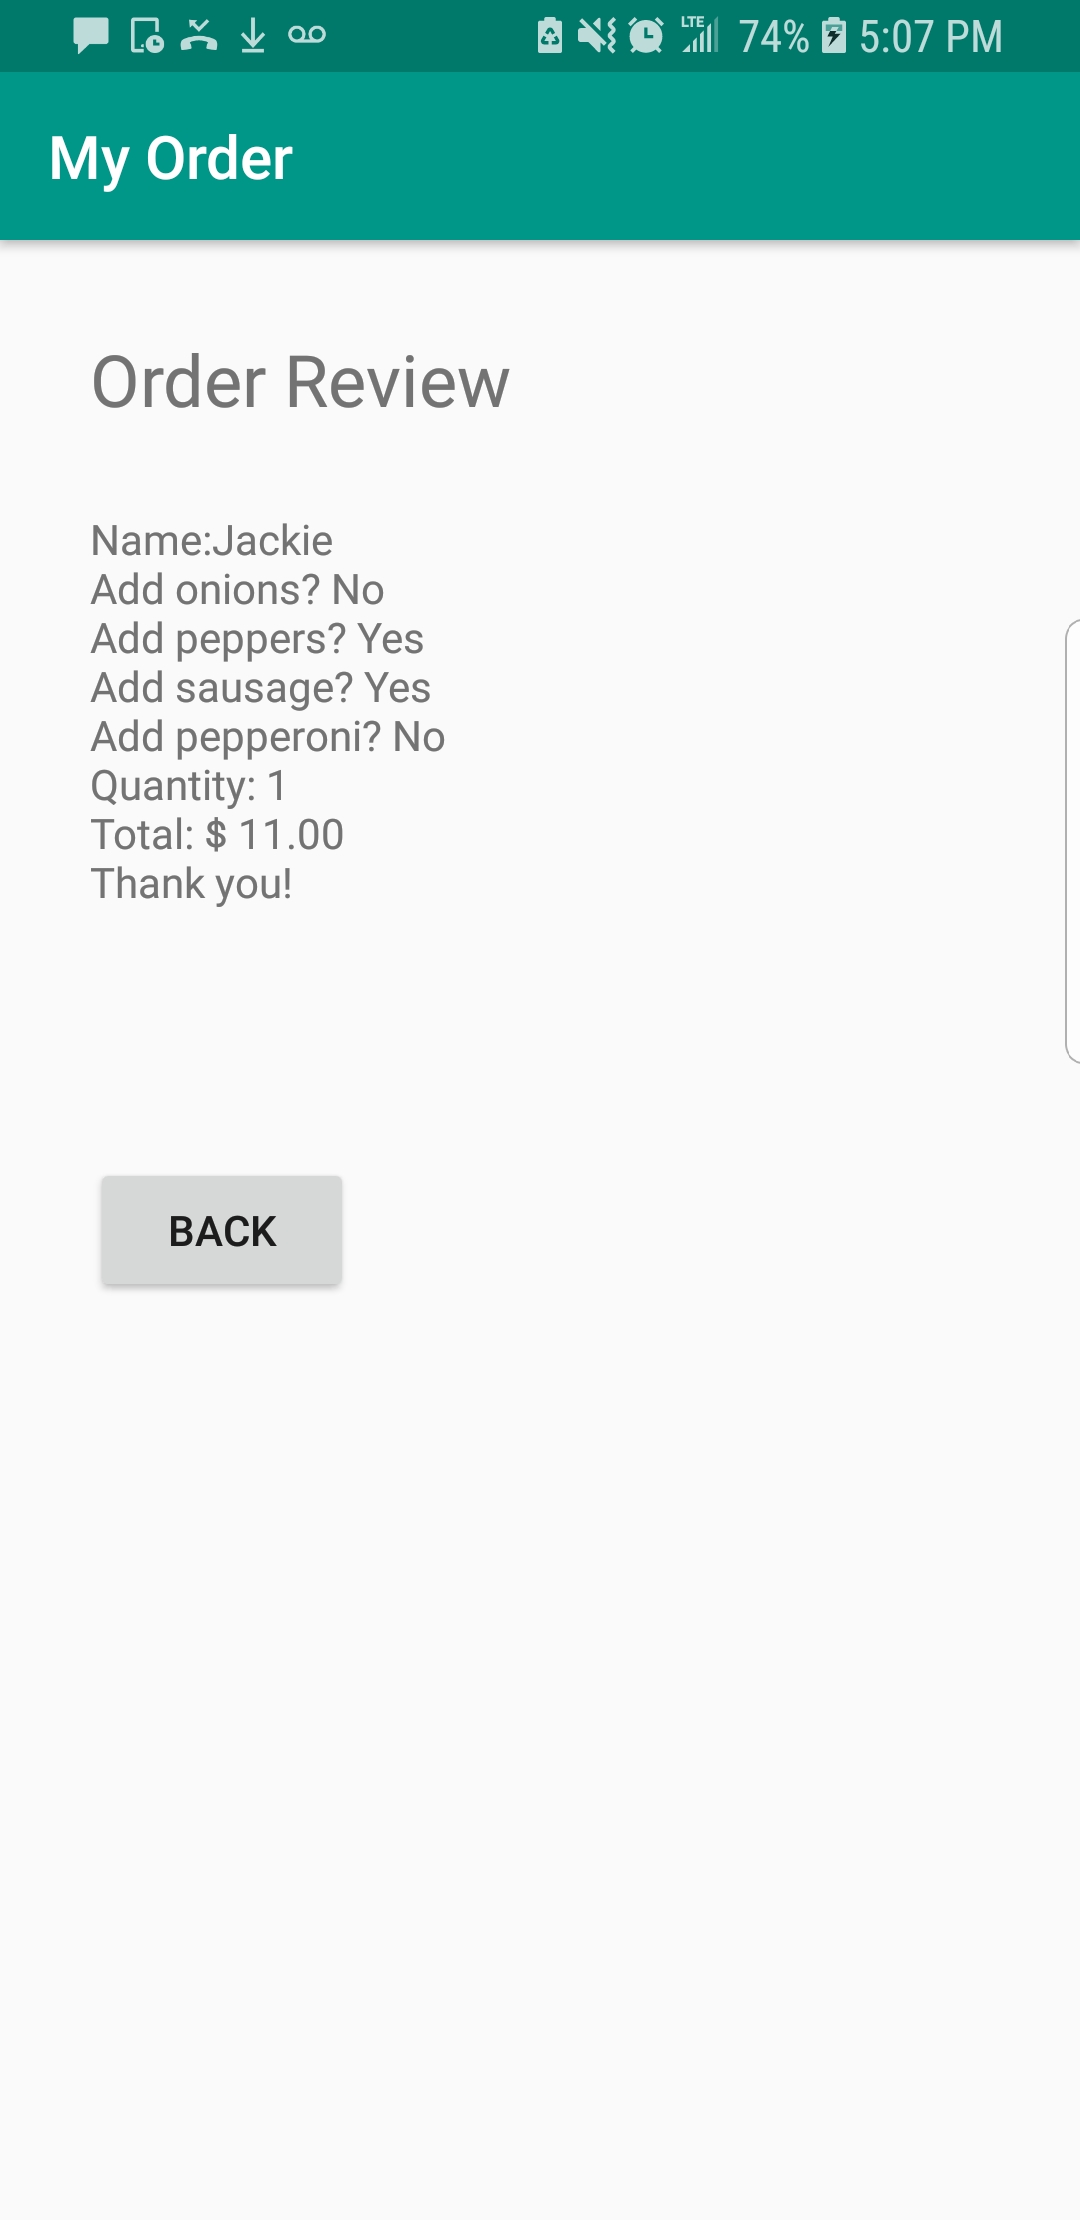 LTE 74% 5:07 PM
My Order
Order Review
Name:Jackie
Add onions? No
Add peppers? Yes
Add sausage? Yes
Add pepperoni? No
Quantity: 1
Total: $ 11.00
Thank you!
BACK